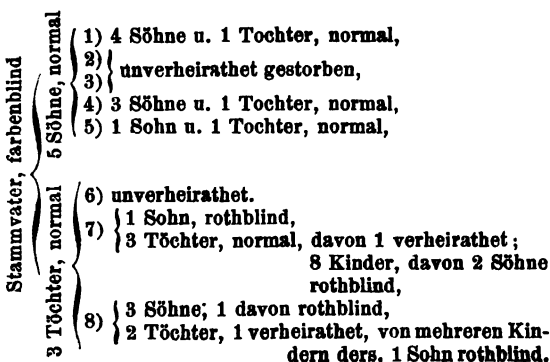 Stammvater, farbenblind
5 Söhne, normal
1) 4 Söhne u. 1 Tochter, normal,
2)
3) unverheirathet gestorben,
4) 3 Söhne u. 1 Tochter, normal,
5) 1 Sohn u. 1 Tochter, normal,
3 Töchter, normal
6) unverheirathet.
7) 1 Sohn, rothblind,
3 Töchter, normal, davon 1 verheirathet;
8 Kinder, davon 2 Söhne
rothblind,
8) 3 Söhne; 1 davon rothblind,
2 Töchter, 1 verheirathet, von mehreren Kin-
dern ders. 1 Sohn rothblind.